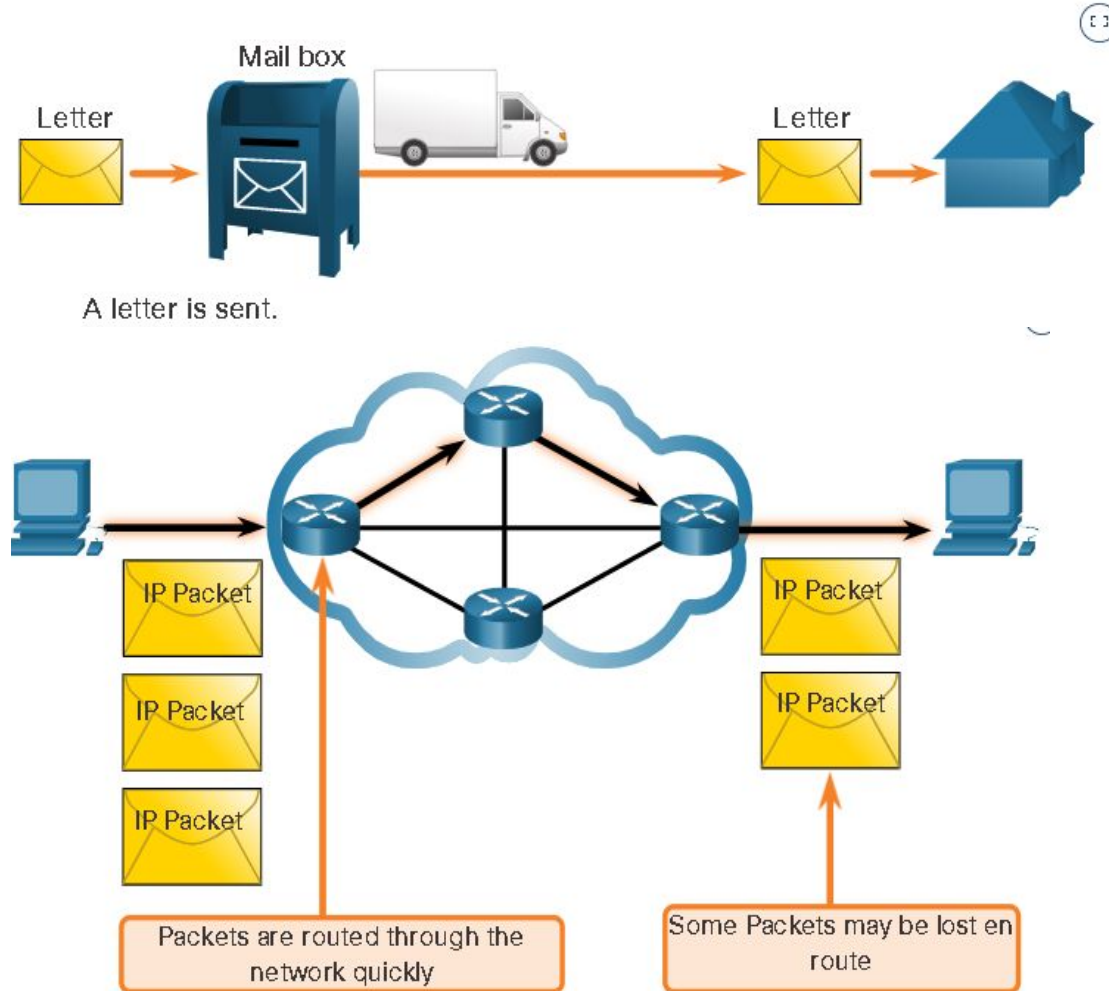 Mail box
Letter
Letter
A letter is sent.
IP Packet
IP Packet
IP Packet
IP Packet
IP Packet
Packets are routed through the
network quickly
Some Packets may be lost en
route